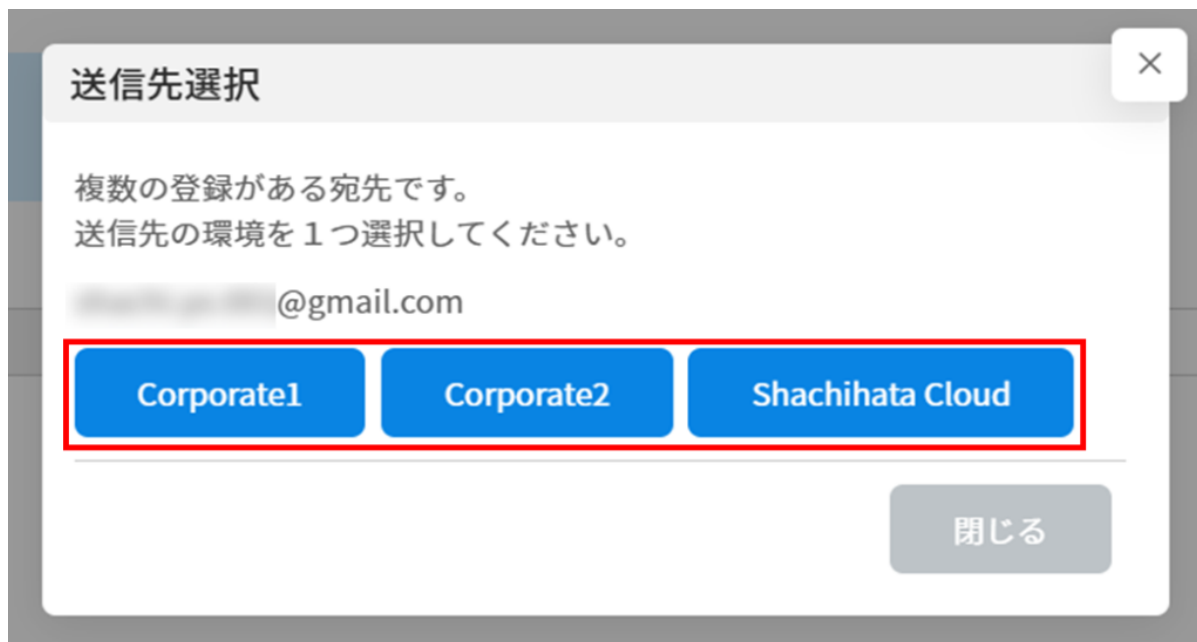 送信先選択
複数の登録がある宛先です。
送信先の環境を１つ選択してください。
@gmail.com
Corporate1 Corporate2 Shachihata Cloud
閉じる